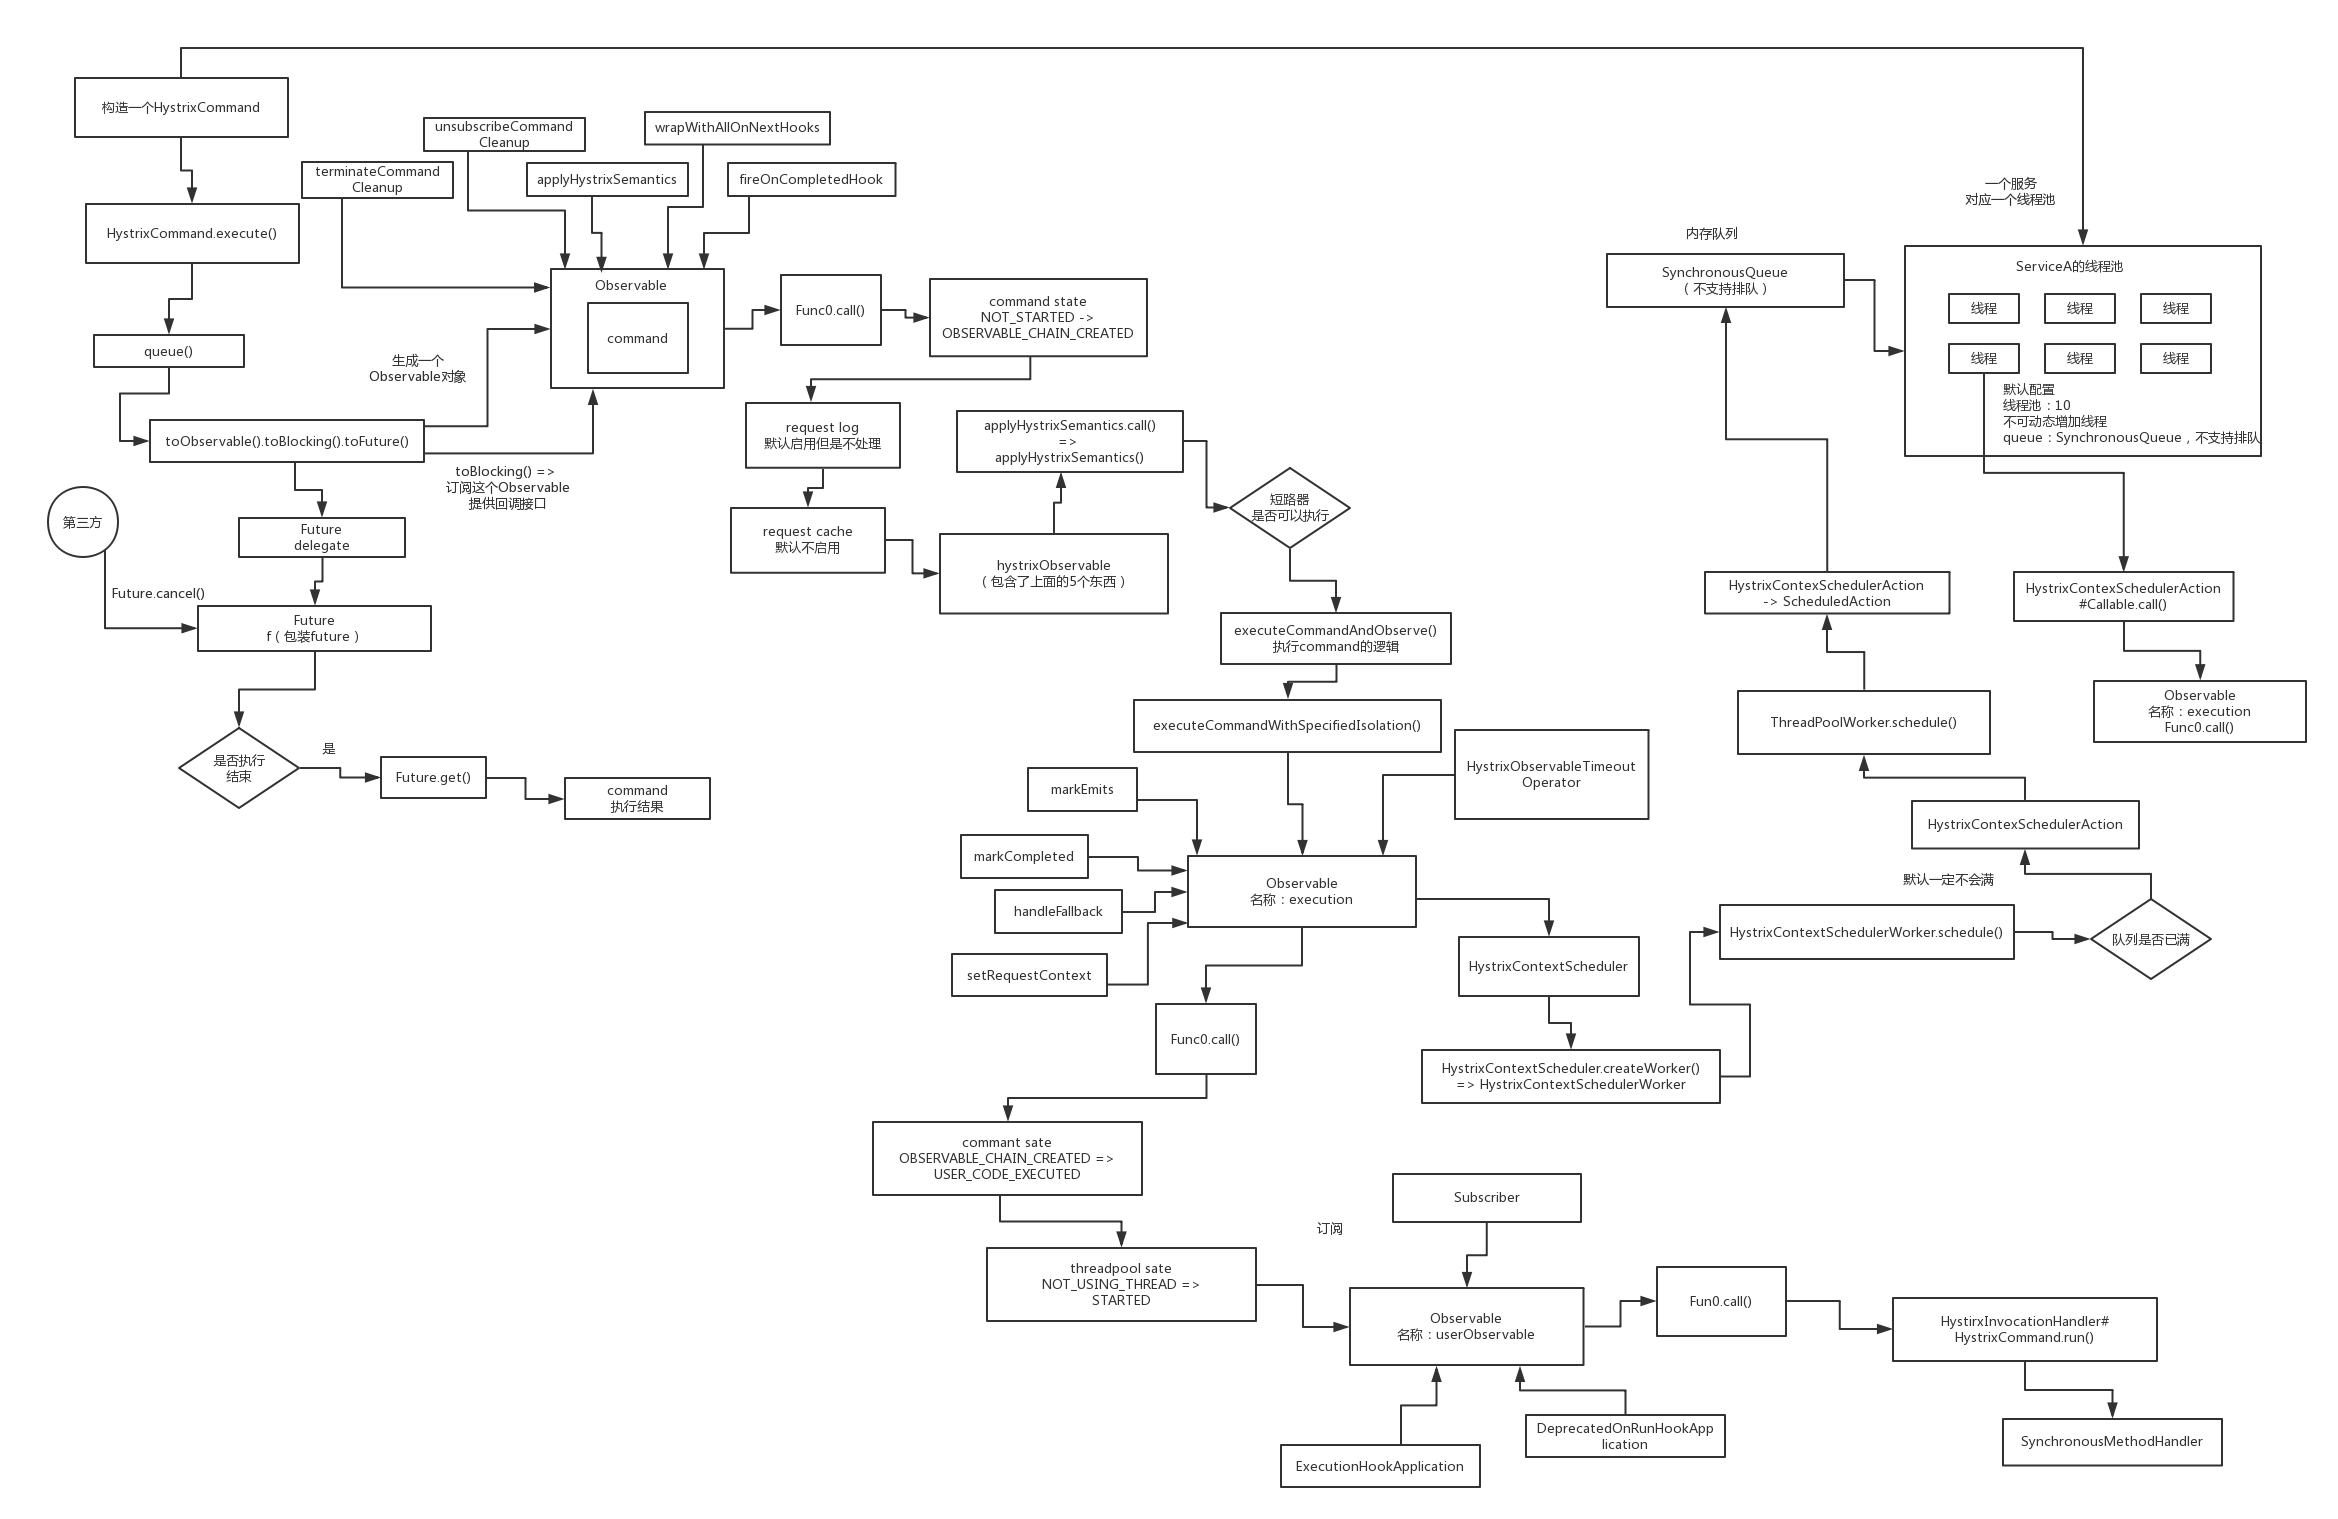 构造一个HystrixCommand
HystrixCommand.execute()
queue()
toObservable().toBlocking().toFuture()
第三方
Future.cancel()
Future
delegate
Future
f（包装future）
是否执行
结束
是
Future.get()
command
执行结果
terminateCommand
Cleanup
unsubscribeCommand
Cleanup
applyHystrixSemantics
wrapWithAllOnNextHooks
fireOnCompletedHook
生成一个
Observable对象
toBlocking() =>
订阅这个Observable
提供回调接口
Observable
command
Func0.call()
command state
NOT_STARTED ->
OBSERVABLE_CHAIN_CREATED
request log
默认启用但是不处理
request cache
默认不启用
hystrixObservable
（包含了上面的5个东西）
applyHystrixSemantics.call()
=>
applyHystrixSemantics()
短路器
是否可以执行
executeCommandAndObserve()
执行command的逻辑
executeCommandWithSpecifiedIsolation()
HystrixObservableTimeout
Operator
markEmits
markCompleted
handleFallback
setRequestContext
Observable
名称：execution
Func0.call()
commant sate
OBSERVABLE_CHAIN_CREATED =>
USER_CODE_EXECUTED
threadpool sate
NOT_USING_THREAD =>
STARTED
订阅
Subscriber
Observable
名称：userObservable
ExecutionHookApplication
DeprecatedOnRunHookApp
lication
Fun0.call()
HystirxInvocationHandler#
HystrixCommand.run()
SynchronousMethodHandler
HystrixContextScheduler
HystrixContextScheduler.createWorker()
=> HystrixContextSchedulerWorker
HystrixContextSchedulerWorker.schedule()
默认一定不会满
队列是否已满
HystrixContexSchedulerAction
ThreadPoolWorker.schedule()
HystrixContexSchedulerAction
-> ScheduledAction
内存队列
SynchronousQueue
（不支持排队）
一个服务
对应一个线程池
ServiceA的线程池
线程
线程
线程
线程
线程
线程
默认配置
线程池：10
不可动态增加线程
queue：SynchronousQueue，不支持排队
HystrixContexSchedulerAction
#Callable.call()
Observable
名称：execution
Func0.call()